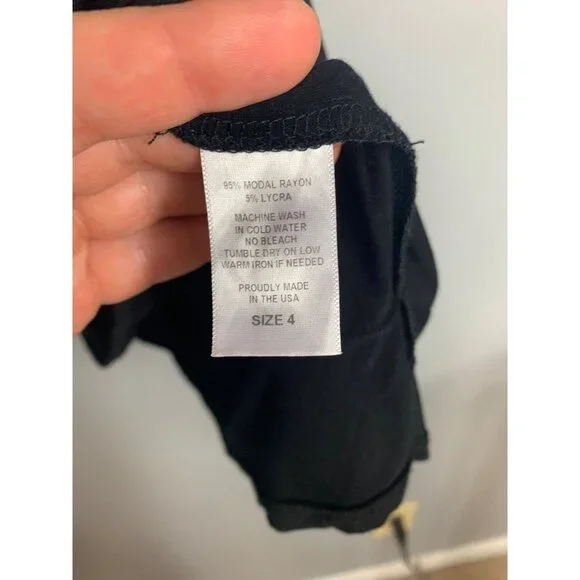 95% MODAL RAYON
5% LYCRA
MACHINE WASH
IN COLD WATER
NO BLEACH
TUMBLE DRY ON LOW
WARM IRON IF NEEDED
PROUDLY MADE
IN THE USA
SIZE 4